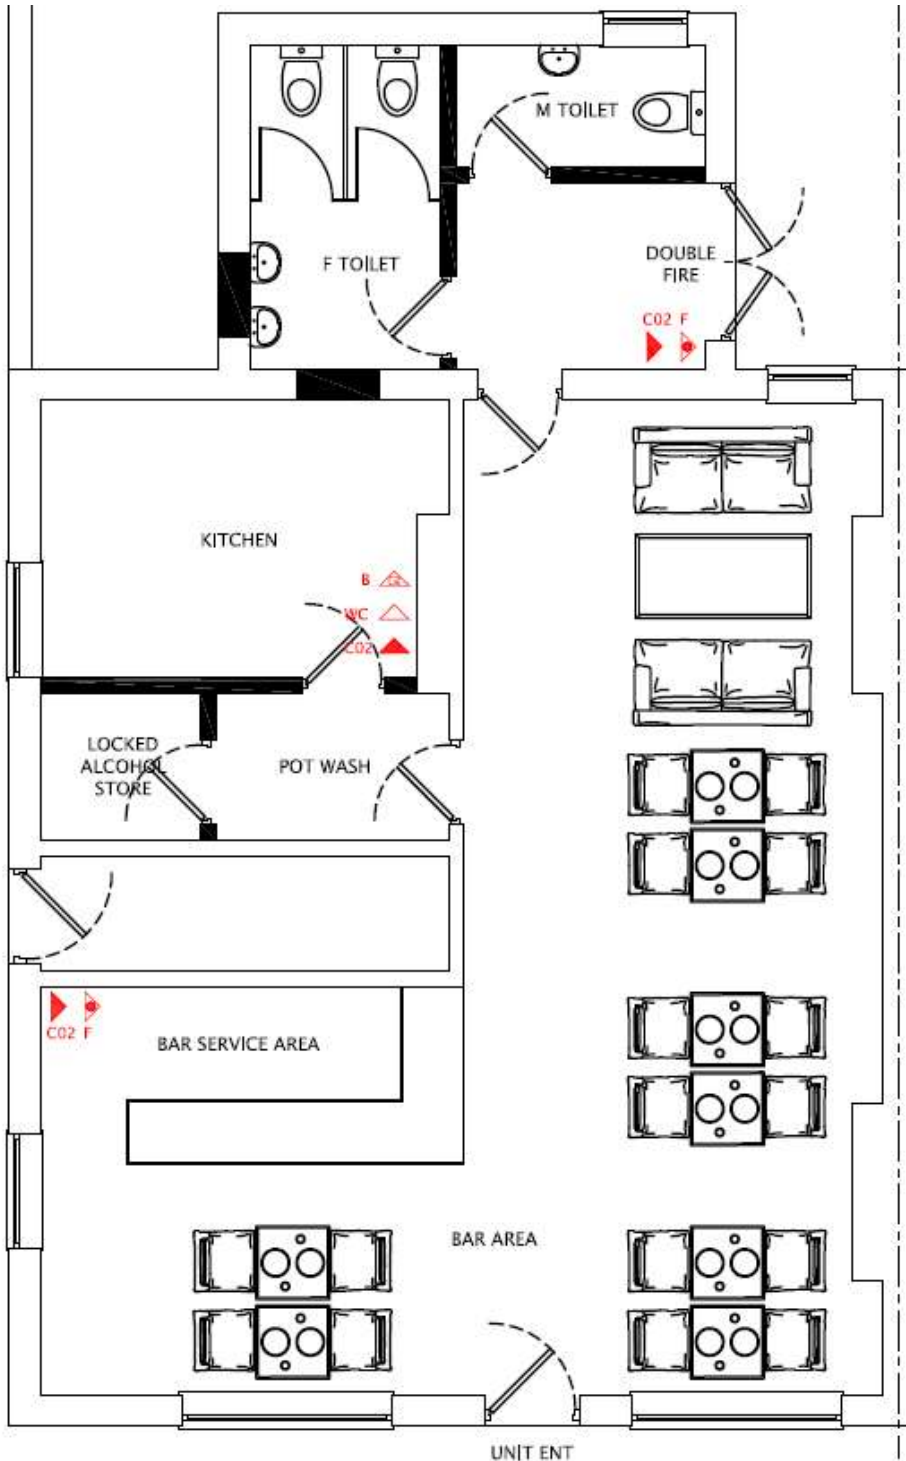 M TOILET
F TOILET
DOUBLE
FIRE
C02 F
KITCHEN
B
WC
C02
LOCKED
ALCOHOL
STORE
POT WASH
C02 F
BAR SERVICE AREA
BAR AREA
UNIT ENT